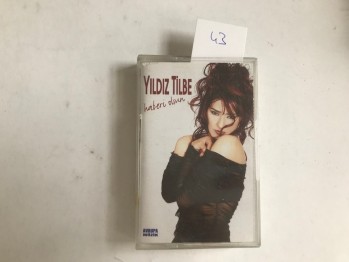 43
YILDIZ TİLBE
haberi olsun